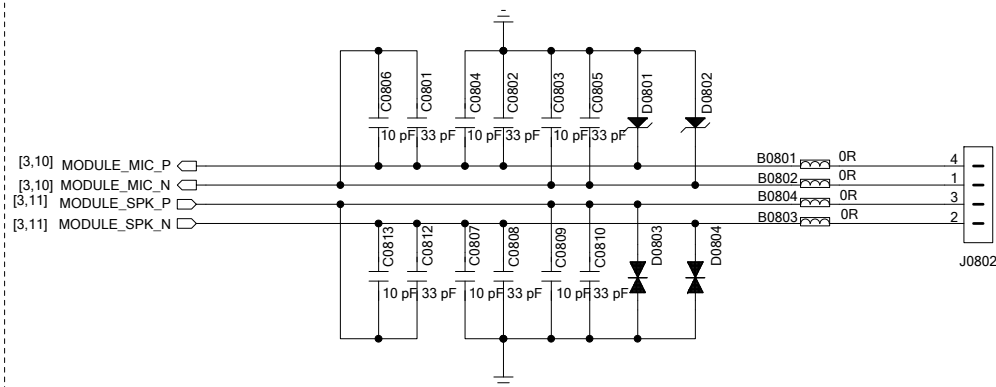 C0806
C0801
C0804
C0802
C0803
C0805
D0801
D0802
10 pF 33 pF 10 pF 33 pF 10 pF 33 pF
[3,10] MODULE_MIC_P B0801 0R 4
[3,10] MODULE_MIC_N B0802 0R 1
[3,11] MODULE_SPK_P B0804 0R 3
[3,11] MODULE_SPK_N B0803 0R 2
J0802
C0813
C0812
C0807
C0808
C0809
C0810
D0803
D0804
10 pF 33 pF 10 pF 33 pF 10 pF 33 pF